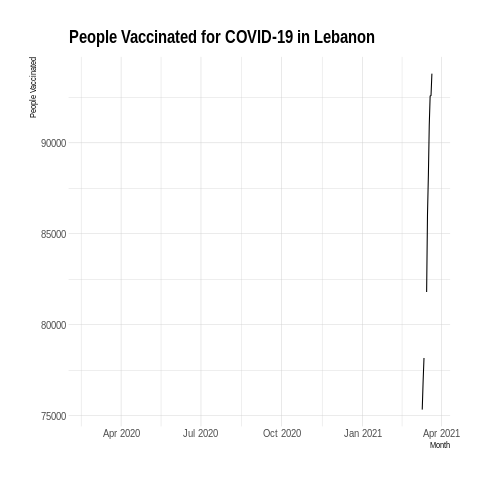 People Vaccinated for COVID-19 in Lebanon
People Vaccinated
90000
85000
80000
75000
Apr 2020 Jul 2020 Oct 2020 Jan 2021 Apr 2021
Month